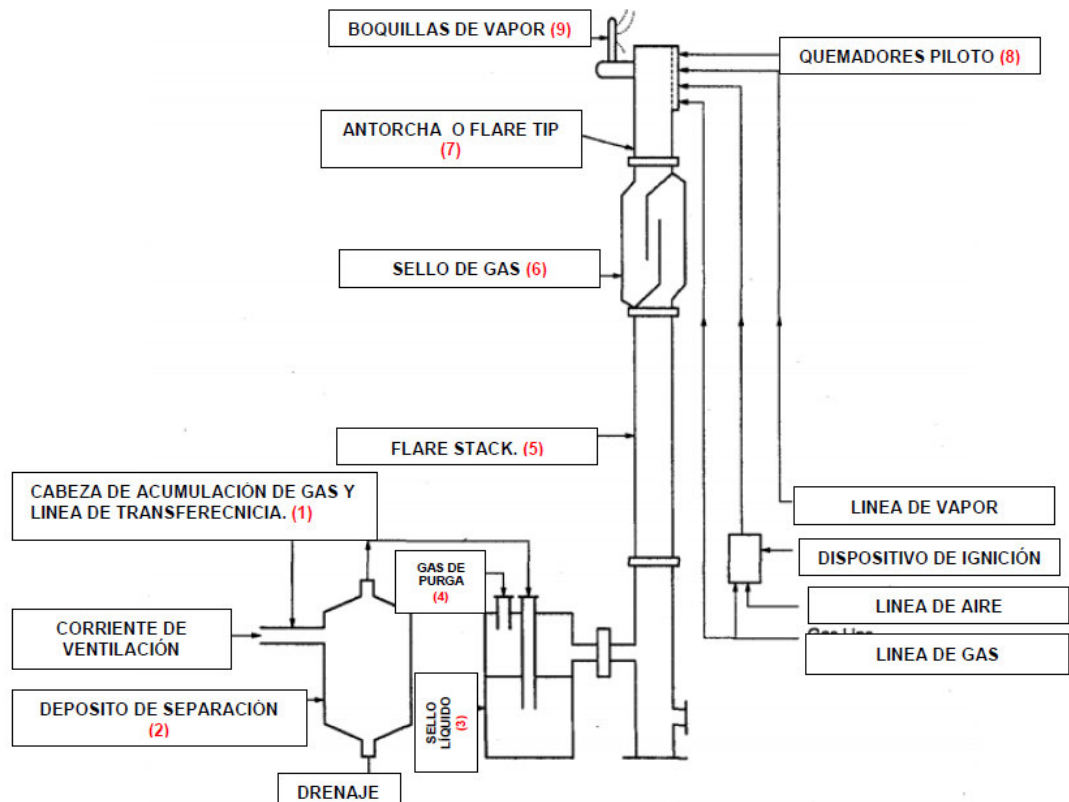 BOQUILLAS DE VAPOR (9)
QUEMADORES PILOTO (8)
ANTORCHA O FLARE TIP
(7)
SELLO DE GAS (6)
FLARE STACK. (5)
CABEZA DE ACUMULACIÓN DE GAS Y
LINEA DE TRANSFERECNICIA. (1)
LINEA DE VAPOR
DISPOSITIVO DE IGNICIÓN
GAS DE
PURGA
(4)
LINEA DE AIRE
CORRIENTE DE
VENTILACIÓN
LINEA DE GAS
DEPOSITO DE SEPARACIÓN
(2)
SELLO
LÍQUIDO
(3)
DRENAJE